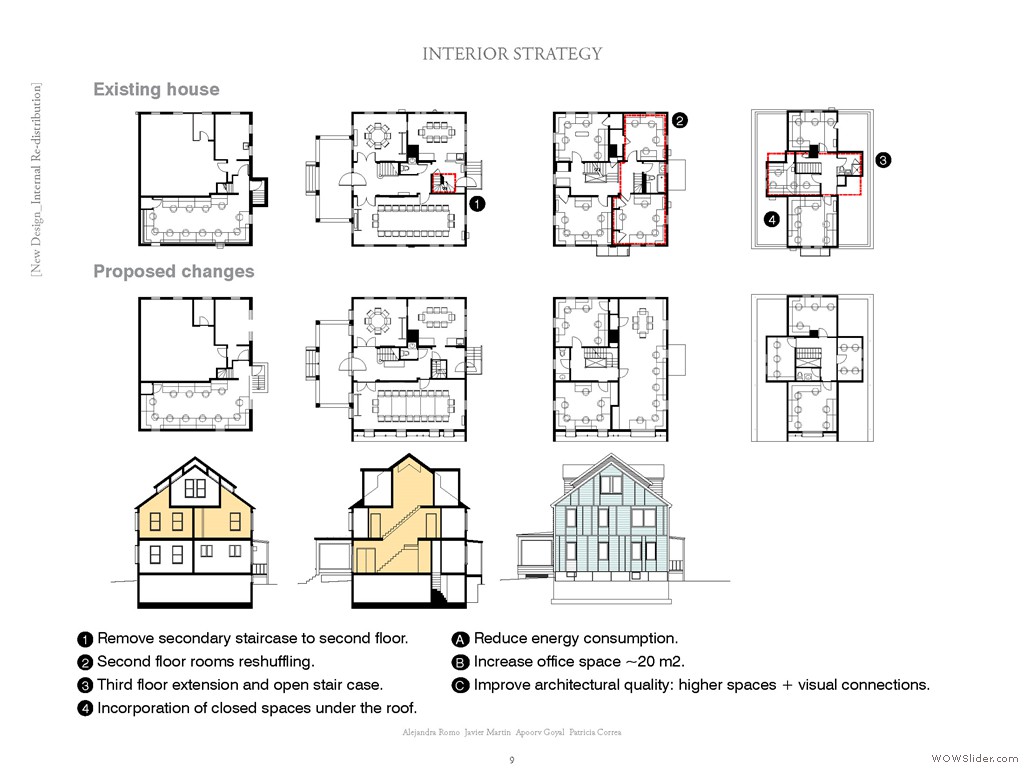 INTERIOR STRATEGY
[New Design_Internal Re-distribution]
Existing house
2
3
1
4
Proposed changes
1 Remove secondary staircase to second floor.
2 Second floor rooms reshuffling.
3 Third floor extension and open stair case.
4 Incorporation of closed spaces under the roof.
A Reduce energy consumption.
B Increase office space ~20 m2.
C Improve architectural quality: higher spaces + visual connections.
Alejandra Romo Javier Martin Apoorv Goyal Patricia Correa
9
WOWSlider.com